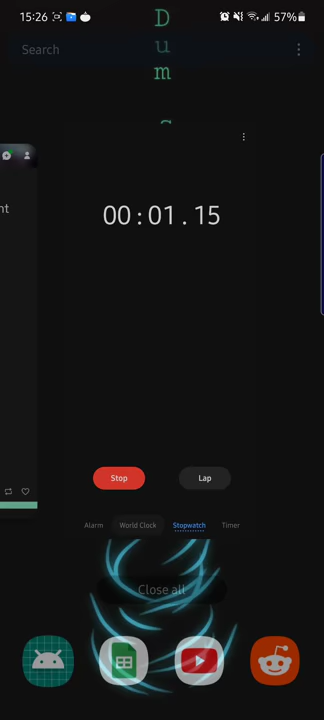 15:26
57%
Search
D
u
m
s
nt
00:01.15
Stop
Lap
Alarm
World Clock
Stopwatch
Timer
Close all